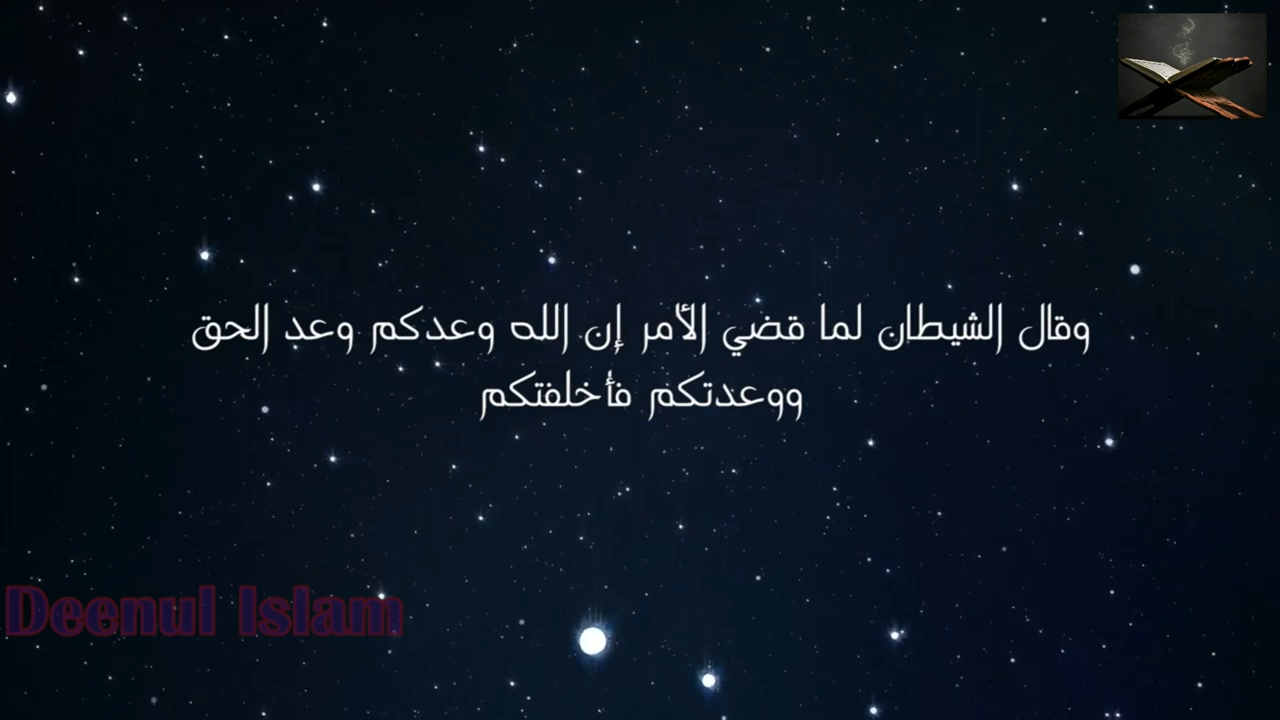 وقال الشيطان لما قضي الأمر إن الله وعدكم وعد الحق
ووعدتكم فأخلفتكم
Deenul Islam